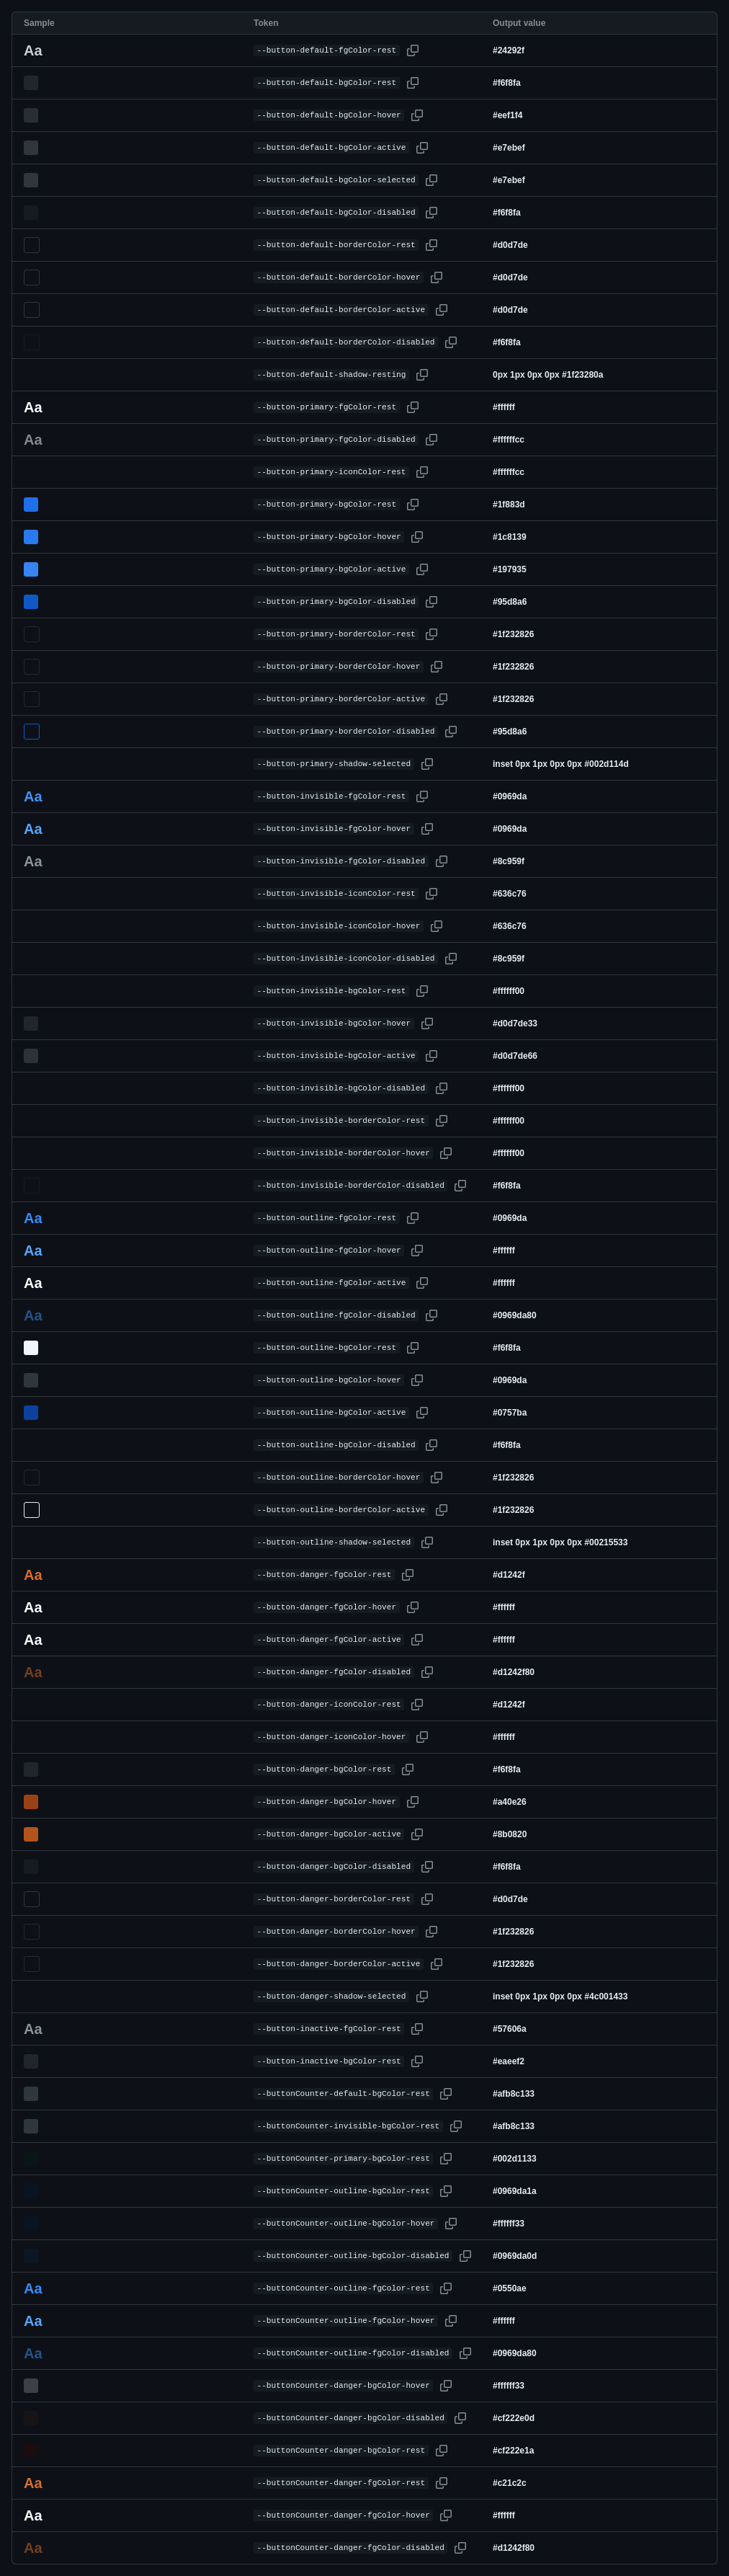 Sample Token Output value
Aa --button-default-fgColor-rest #24292f
--button-default-bgColor-rest #f6f8fa
--button-default-bgColor-hover #eef1f4
--button-default-bgColor-active #e7ebef
--button-default-bgColor-selected #e7ebef
--button-default-bgColor-disabled #f6f8fa
--button-default-borderColor-rest #d0d7de
--button-default-borderColor-hover #d0d7de
--button-default-borderColor-active #d0d7de
--button-default-borderColor-disabled #f6f8fa
--button-default-shadow-resting 0px 1px 0px 0px #1f23280a
Aa --button-primary-fgColor-rest #ffffff
Aa --button-primary-fgColor-disabled #ffffffcc
--button-primary-iconColor-rest #ffffffcc
--button-primary-bgColor-rest #1f883d
--button-primary-bgColor-hover #1c8139
--button-primary-bgColor-active #197935
--button-primary-bgColor-disabled #95d8a6
--button-primary-borderColor-rest #1f232826
--button-primary-borderColor-hover #1f232826
--button-primary-borderColor-active #1f232826
--button-primary-borderColor-disabled #95d8a6
--button-primary-shadow-selected inset 0px 1px 0px 0px #002d114d
Aa --button-invisible-fgColor-rest #0969da
Aa --button-invisible-fgColor-hover #0969da
Aa --button-invisible-fgColor-disabled #8c959f
--button-invisible-iconColor-rest #636c76
--button-invisible-iconColor-hover #636c76
--button-invisible-iconColor-disabled #8c959f
--button-invisible-bgColor-rest #ffffff00
--button-invisible-bgColor-hover #d0d7de33
--button-invisible-bgColor-active #d0d7de66
--button-invisible-bgColor-disabled #ffffff00
--button-invisible-borderColor-rest #ffffff00
--button-invisible-borderColor-hover #ffffff00
--button-invisible-borderColor-disabled #f6f8fa
Aa --button-outline-fgColor-rest #0969da
Aa --button-outline-fgColor-hover #ffffff
Aa --button-outline-fgColor-active #ffffff
Aa --button-outline-fgColor-disabled #0969da80
--button-outline-bgColor-rest #f6f8fa
--button-outline-bgColor-hover #0969da
--button-outline-bgColor-active #0757ba
--button-outline-bgColor-disabled #f6f8fa
--button-outline-borderColor-hover #1f232826
--button-outline-borderColor-active #1f232826
--button-outline-shadow-selected inset 0px 1px 0px 0px #00215533
Aa --button-danger-fgColor-rest #d1242f
Aa --button-danger-fgColor-hover #ffffff
Aa --button-danger-fgColor-active #ffffff
Aa --button-danger-fgColor-disabled #d1242f80
--button-danger-iconColor-rest #d1242f
--button-danger-iconColor-hover #ffffff
--button-danger-bgColor-rest #f6f8fa
--button-danger-bgColor-hover #a40e26
--button-danger-bgColor-active #8b0820
--button-danger-bgColor-disabled #f6f8fa
--button-danger-borderColor-rest #d0d7de
--button-danger-borderColor-hover #1f232826
--button-danger-borderColor-active #1f232826
--button-danger-shadow-selected inset 0px 1px 0px 0px #4c001433
Aa --button-inactive-fgColor-rest #57606a
--button-inactive-bgColor-rest #eaeef2
--buttonCounter-default-bgColor-rest #afb8c133
--buttonCounter-invisible-bgColor-rest #afb8c133
--buttonCounter-primary-bgColor-rest #002d1133
--buttonCounter-outline-bgColor-rest #0969da1a
--buttonCounter-outline-bgColor-hover #ffffff33
--buttonCounter-outline-bgColor-disabled #0969da0d
Aa --buttonCounter-outline-fgColor-rest #0550ae
Aa --buttonCounter-outline-fgColor-hover #ffffff
Aa --buttonCounter-outline-fgColor-disabled #0969da80
--buttonCounter-danger-bgColor-hover #ffffff33
--buttonCounter-danger-bgColor-disabled #cf222e0d
--buttonCounter-danger-bgColor-rest #cf222e1a
Aa --buttonCounter-danger-fgColor-rest #c21c2c
Aa --buttonCounter-danger-fgColor-hover #ffffff
Aa --buttonCounter-danger-fgColor-disabled #d1242f80